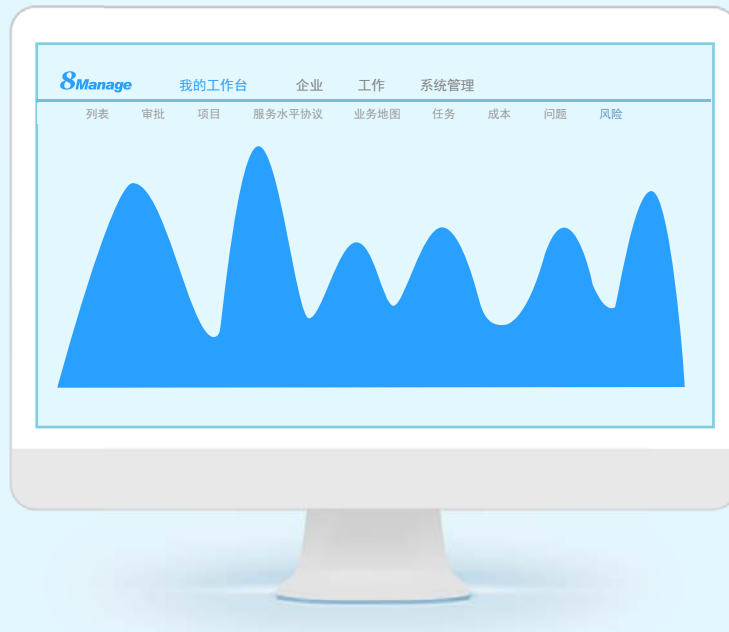 8Manage 我的工作台 企业 工作 系统管理
列表 审批 项目 服务水平协议 业务地图 任务 成本 问题 风险